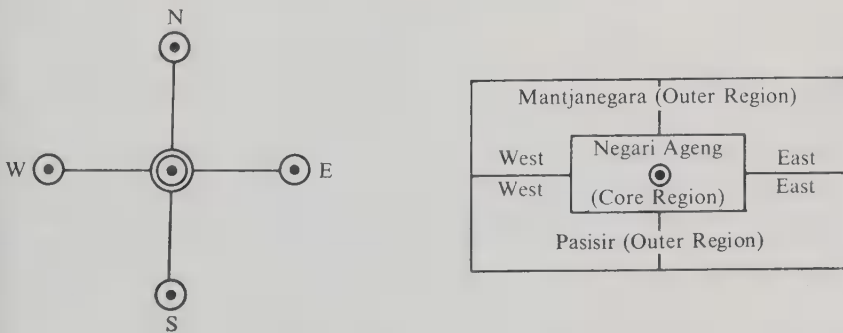 N
W
E
S
Mantjanegara (Outer Region)
West
Negari Ageng
East
West
(Core Region)
East
Pasisir (Outer Region)